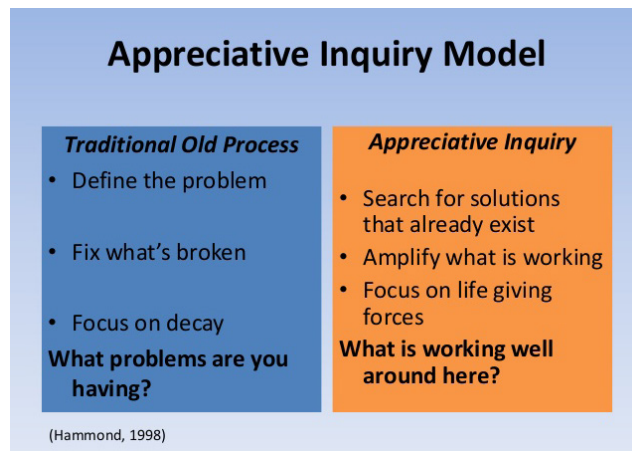 Appreciative Inquiry Model
Traditional Old Process
• Define the problem
• Fix what’s broken
• Focus on decay
What problems are you
having?
Appreciative Inquiry
• Search for solutions
that already exist
• Amplify what is working
• Focus on life giving
forces
What is working well
around here?
(Hammond, 1998)